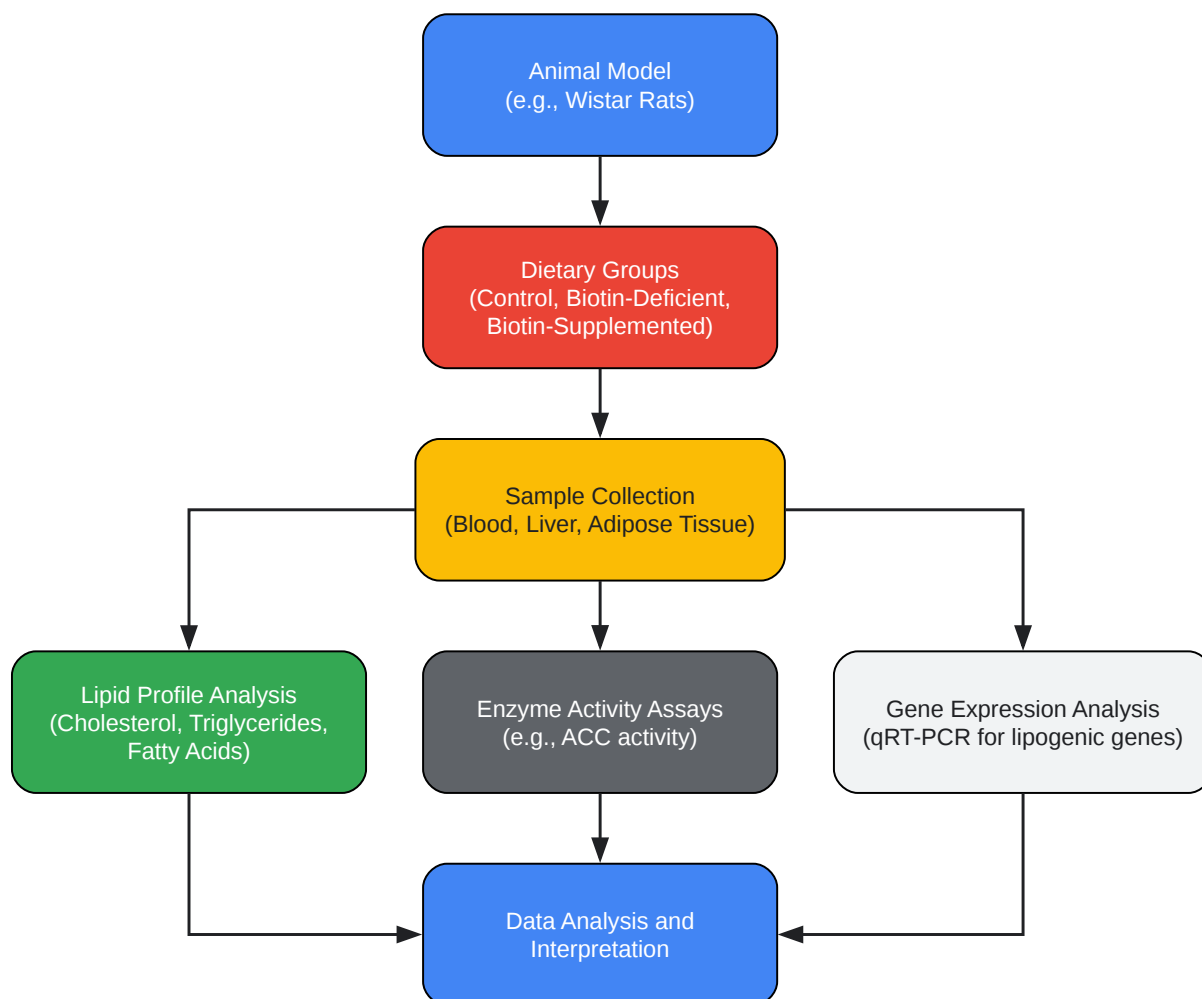 Animal Model
(e.g., Wistar Rats)
Dietary Groups
(Control, Biotin-Deficient,
Biotin-Supplemented)
Sample Collection
(Blood, Liver, Adipose Tissue)
Lipid Profile Analysis
(Cholesterol, Triglycerides,
Fatty Acids)
Enzyme Activity Assays
(e.g., ACC activity)
Gene Expression Analysis
(qRT-PCR for lipogenic genes)
Data Analysis and
Interpretation